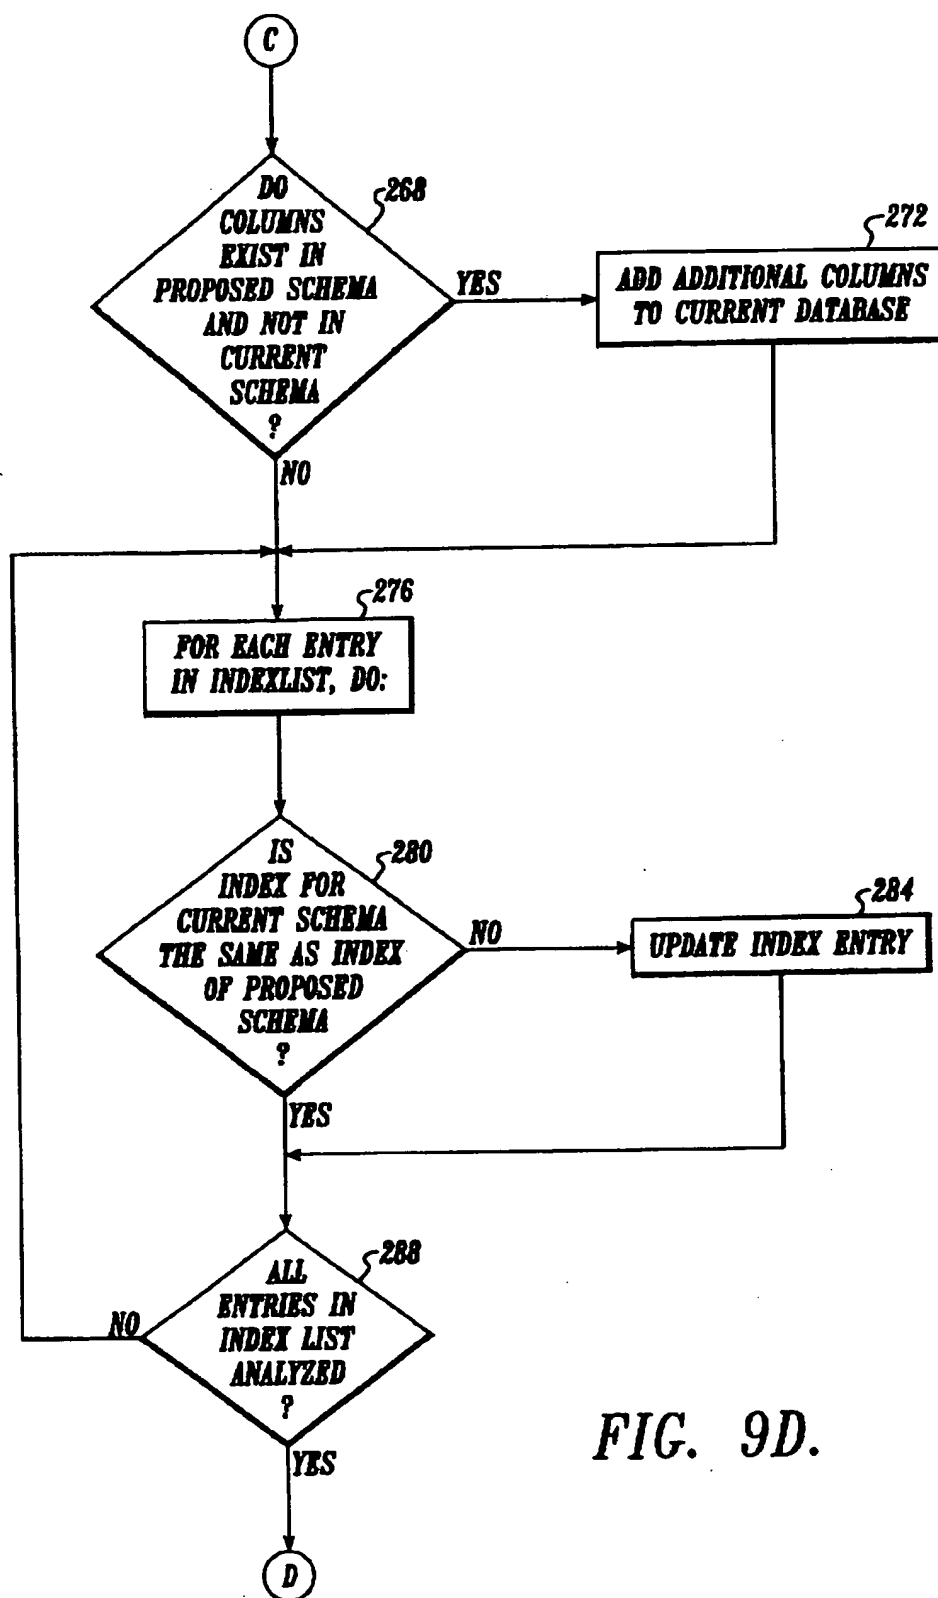 C
DO
COLUMNS
EXIST IN
PROPOSED SCHEMA
AND NOT IN
CURRENT
SCHEMA
?
268
YES
272
ADD ADDITIONAL COLUMNS
TO CURRENT DATABASE
NO
276
FOR EACH ENTRY
IN INDEXLIST, DO:
IS
INDEX FOR
CURRENT SCHEMA
THE SAME AS INDEX
OF PROPOSED
SCHEMA
?
280
NO
284
UPDATE INDEX ENTRY
YES
288
ALL
ENTRIES IN
INDEX LIST
ANALYZED
?
NO
YES
D
FIG. 9D.